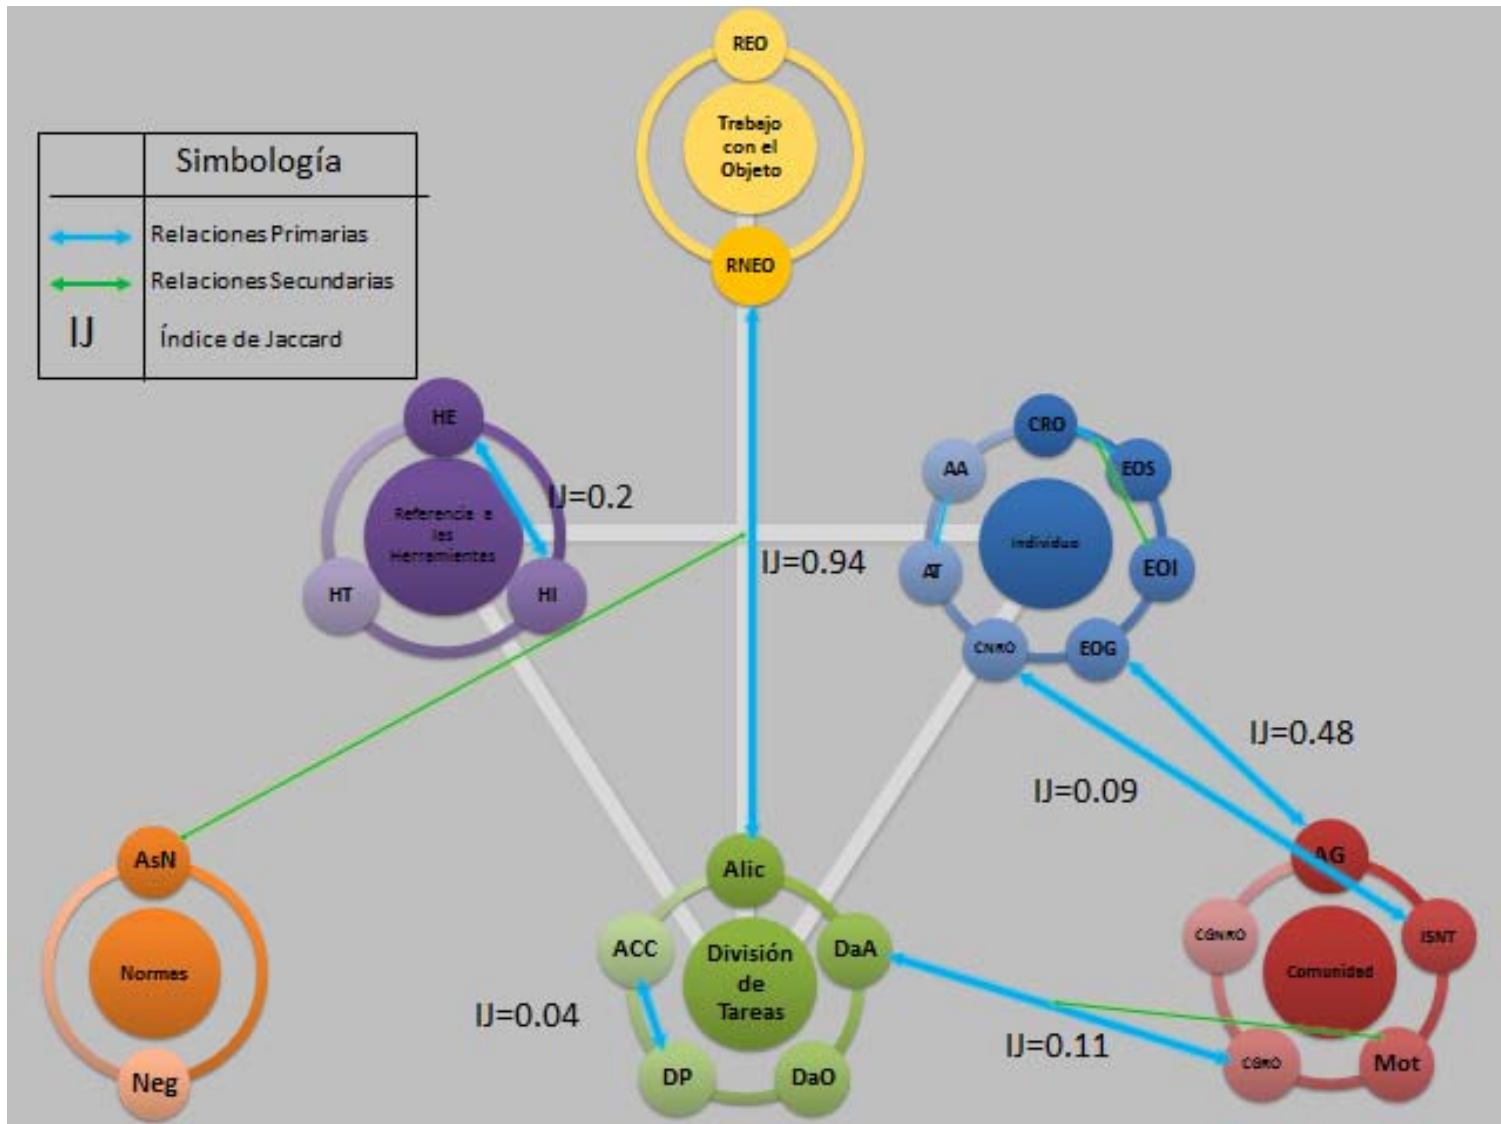 REO
Trabajo
con el
Objeto
RNEO
Simbología
Relaciones Primarias
Relaciones Secundarias
IJ Índice de Jaccard
HE
Referencia a
las
Herramientas
HT
HI
IJ=0.2
IJ=0.94
CRO
AA
EOS
Individuo
AT
EOI
CNRO
EOG
IJ=0.48
IJ=0.09
AsN
Normas
Neg
Alic
ACC
DaA
División
de
Tareas
DP
DaO
IJ=0.04
IJ=0.11
AG
CGNRO
ISNT
Comunidad
CGRO
Mot